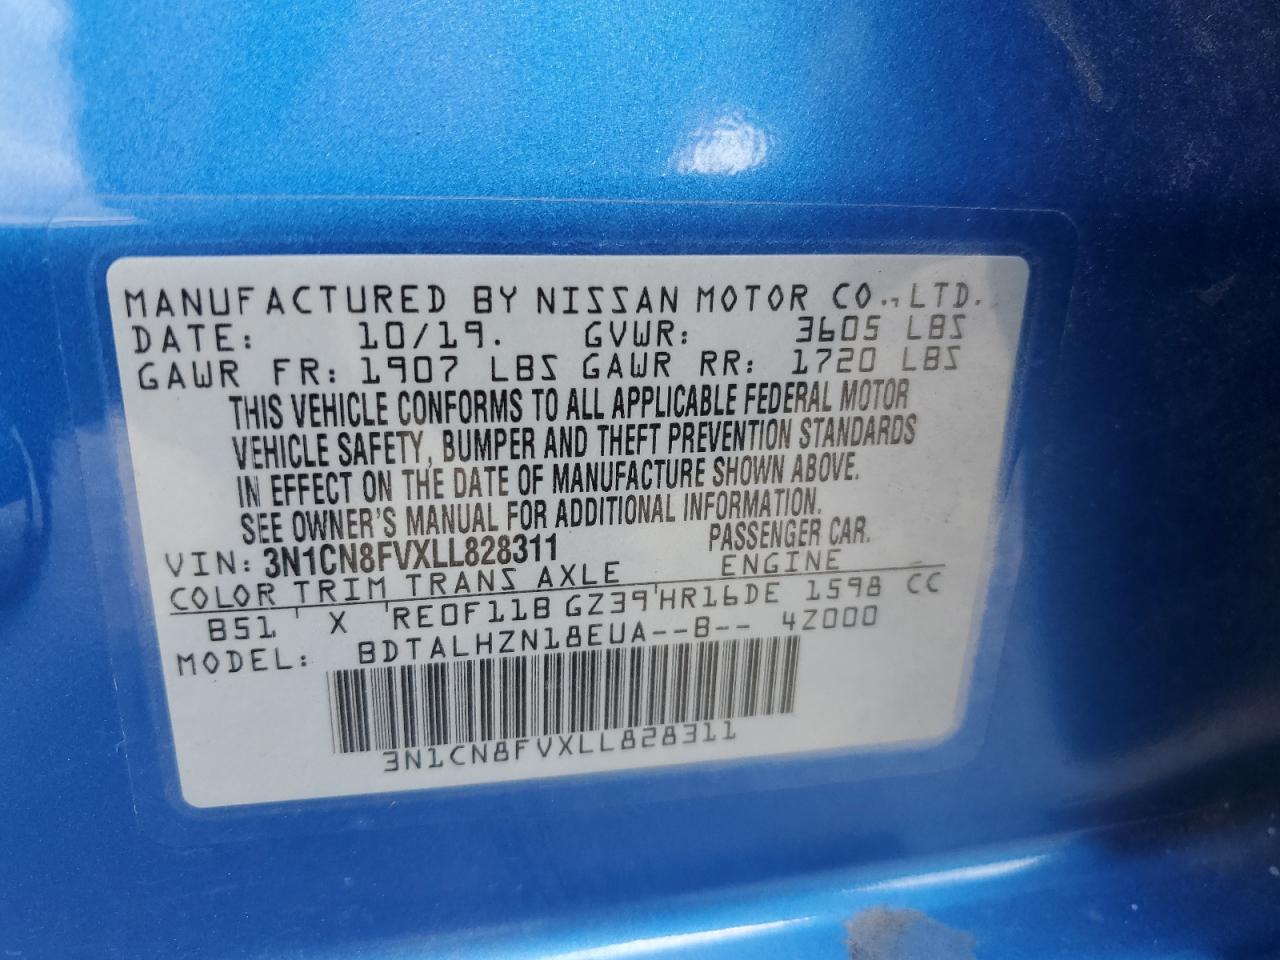 MANUFACTURED BY NISSAN MOTOR CO., LTD.
DATE: 10/19. GVWR: 3605 LBS
GAWR FR: 1907 LBS GAWR RR: 1720 LBS
THIS VEHICLE CONFORMS TO ALL APPLICABLE FEDERAL MOTOR
VEHICLE SAFETY, BUMPER AND THEFT PREVENTION STANDARDS
IN EFFECT ON THE DATE OF MANUFACTURE SHOWN ABOVE.
SEE OWNER'S MANUAL FOR ADDITIONAL INFORMATION.
VIN: 3N1CN8FVXLL828311 PASSENGER CAR.
COLOR TRIM TRANS AXLE ENGINE
B51 X RE0F11B GZ39 HR16DE 1598 CC
MODEL: BDTALHZN18EUA--B-- 4Z000
3N1CN8FVXLL828311